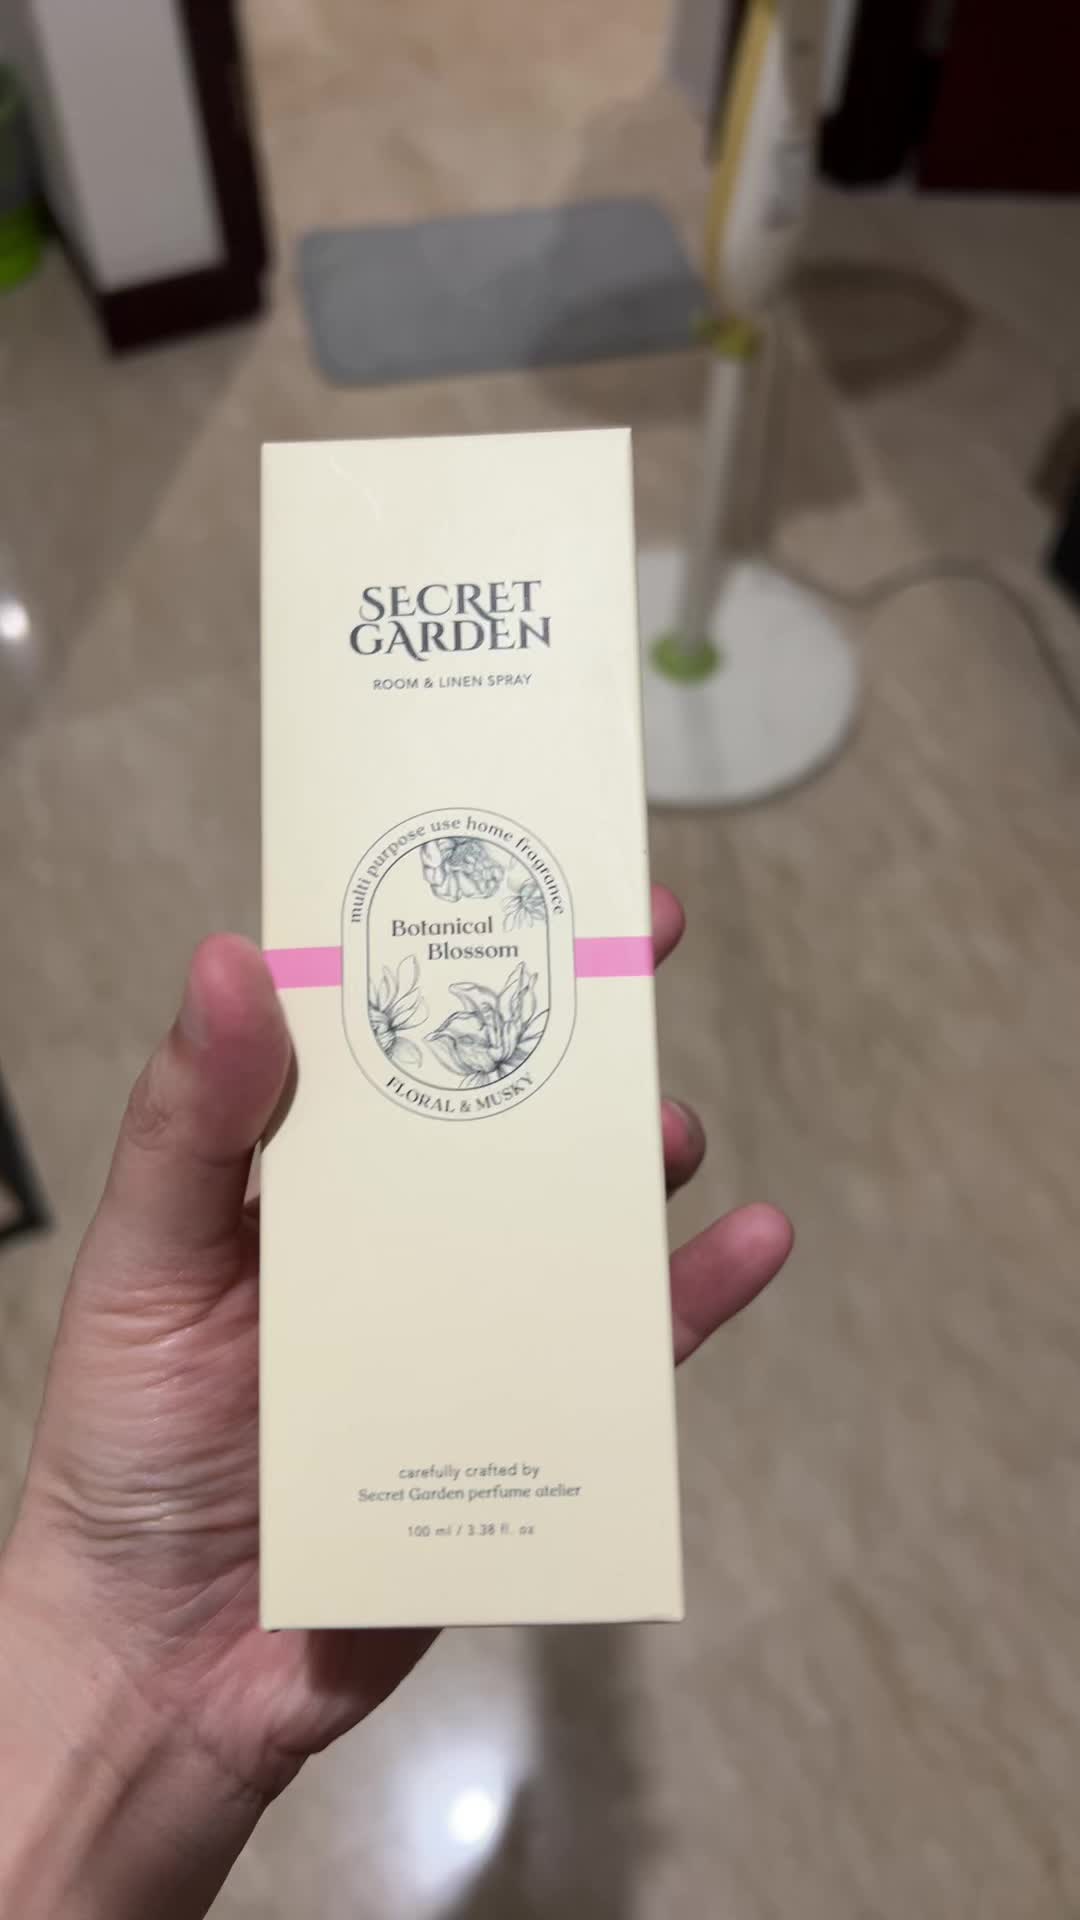 SECRET
GARDEN
ROOM & LINEN SPRAY
multi purpose use home fragrance
Botanical
Blossom
FLORAL & MUSKY
carefully crafted by
Secret Garden perfume atelier
100 ml / 3.38 fl. oz